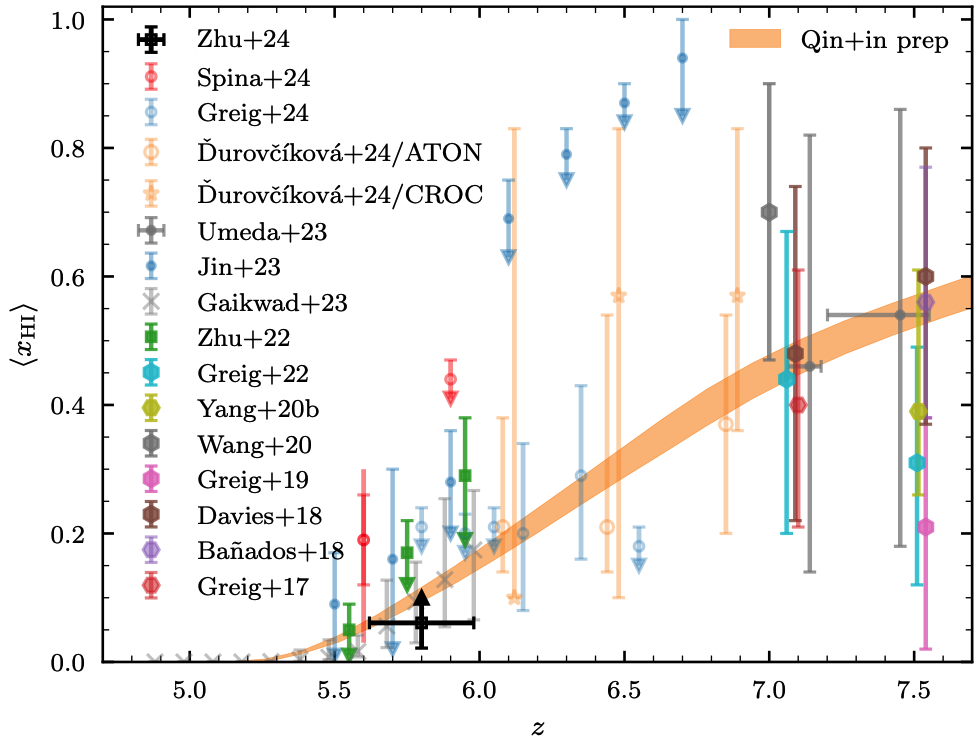 1.0
0.8
0.6
0.4
0.2
0.0
⟨xHI⟩
Zhu+24
Spina+24
Greig+24
Ďurovčíková+24/ATON
Ďurovčíková+24/CROC
Umeda+23
Jin+23
Gaikwad+23
Zhu+22
Greig+22
Yang+20b
Wang+20
Greig+19
Davies+18
Bañados+18
Greig+17
Qin+in prep
5.0 5.5 6.0 6.5 7.0 7.5
z